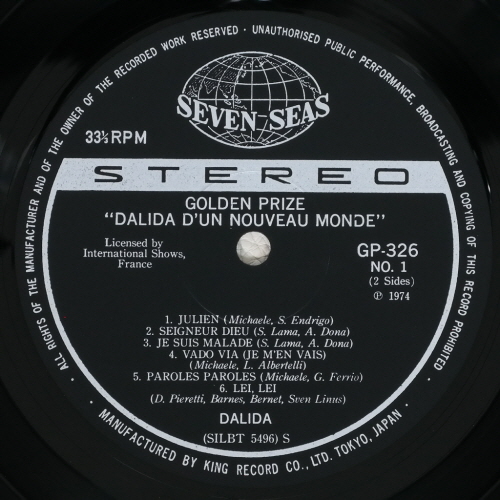 ALL RIGHTS OF THE MANUFACTURER AND OF THE OWNER OF THE RECORDED WORK RESERVED · UNAUTHORISED PUBLIC PERFORMANCE, BROADCASTING AND COPYING OF THIS RECORD PROHIBITED ·
SEVEN SEAS
33⅓ RPM
STEREO
GOLDEN PRIZE
"DALIDA D'UN NOUVEAU MONDE"
Licensed by
International Shows,
France
GP-326
NO. 1
(2 Sides)
℗ 1974
1. JULIEN (Michaele, S. Endrigo)
2. SEIGNEUR DIEU (S. Lama, A. Dona)
3. JE SUIS MALADE (S. Lama, A. Dona)
4. VADO VIA (JE M'EN VAIS)
(Michaele, L. Albertelli)
5. PAROLES PAROLES (Michaele, G. Ferrio)
6. LEI, LEI
(D. Pieretti, Barnes, Bernet, Sven Linus)
DALIDA
(SILBT 5496) S
MANUFACTURED BY KING RECORD CO., LTD. TOKYO, JAPAN ·